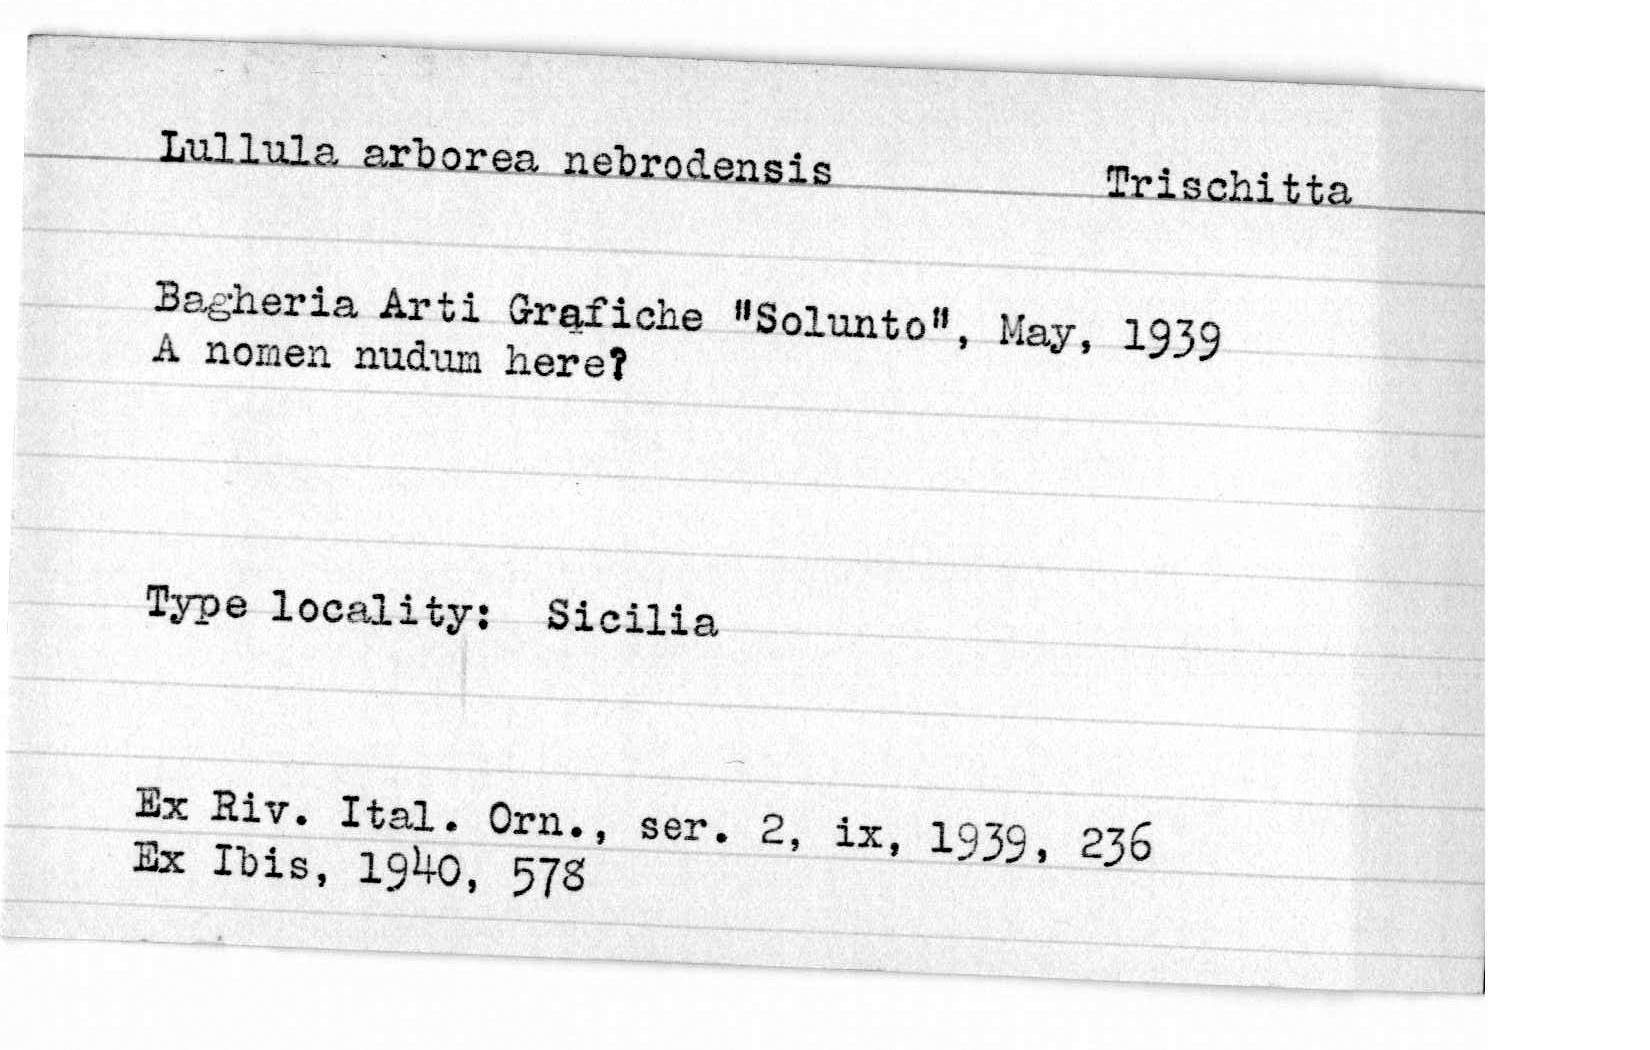 Lullula arborea nebrodensis Trischitta
Bagheria Arti Grafiche "Solunto", May, 1939
A nomen nudum here?
Type locality: Sicilia
Ex Riv. Ital. Orn., ser. 2, ix, 1939, 236
Ex Ibis, 1940, 578